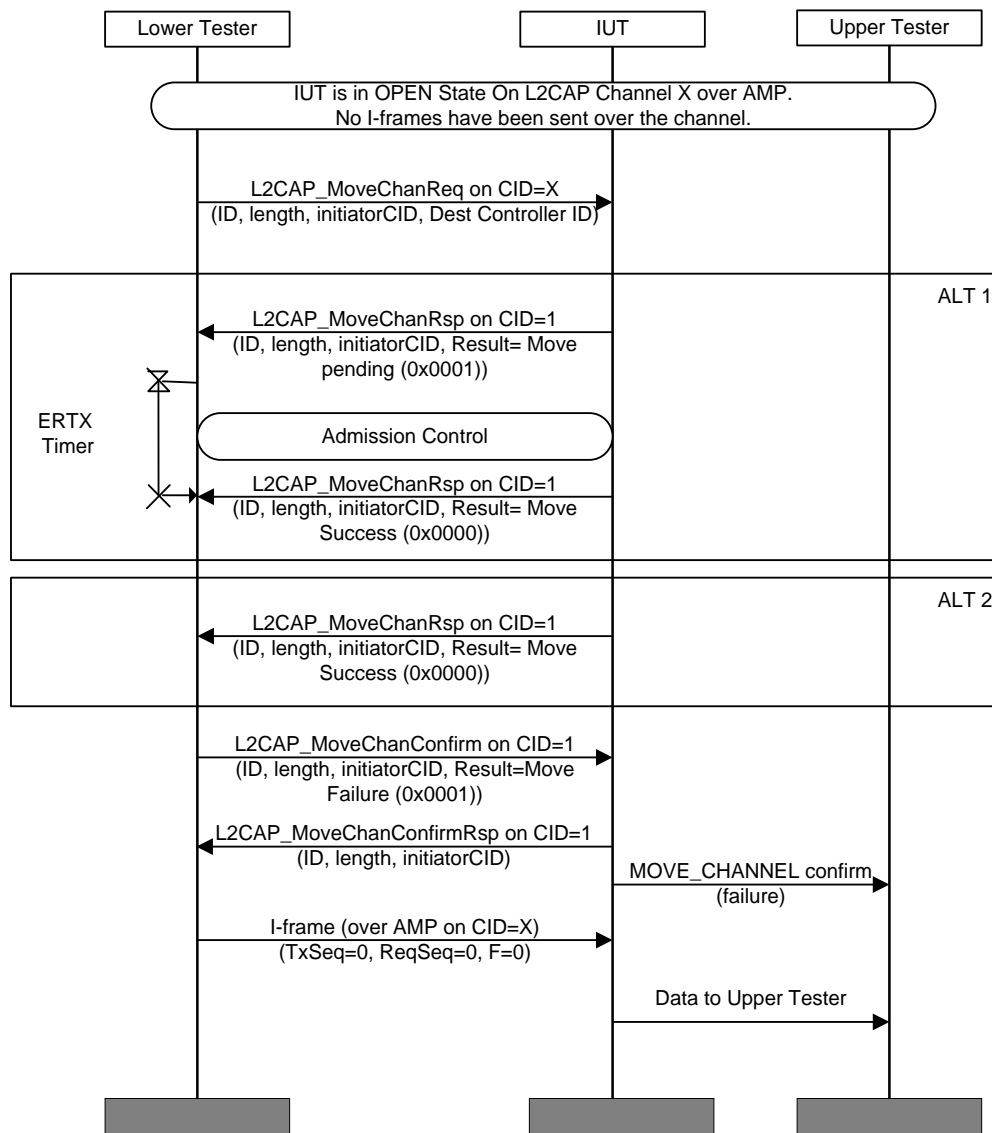 Lower Tester
IUT
Upper Tester
IUT is in OPEN State On L2CAP Channel X over AMP.
No I-frames have been sent over the channel.
L2CAP_MoveChanReq on CID=X
(ID, length, initiatorCID, Dest Controller ID)
ALT 1
L2CAP_MoveChanRsp on CID=1
(ID, length, initiatorCID, Result= Move
pending (0x0001))
ERTX
Timer
Admission Control
L2CAP_MoveChanRsp on CID=1
(ID, length, initiatorCID, Result= Move
Success (0x0000))
ALT 2
L2CAP_MoveChanRsp on CID=1
(ID, length, initiatorCID, Result= Move
Success (0x0000))
L2CAP_MoveChanConfirm on CID=1
(ID, length, initiatorCID, Result=Move
Failure (0x0001))
L2CAP_MoveChanConfirmRsp on CID=1
(ID, length, initiatorCID)
MOVE_CHANNEL confirm
(failure)
I-frame (over AMP on CID=X)
(TxSeq=0, ReqSeq=0, F=0)
Data to Upper Tester